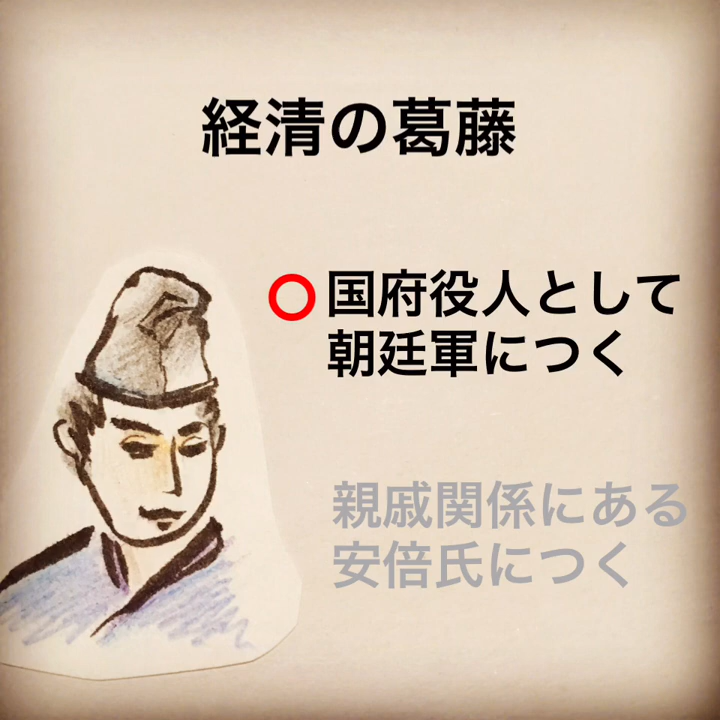 経清の葛藤
国府役人として
朝廷軍につく
親戚関係にある
安倍氏につく